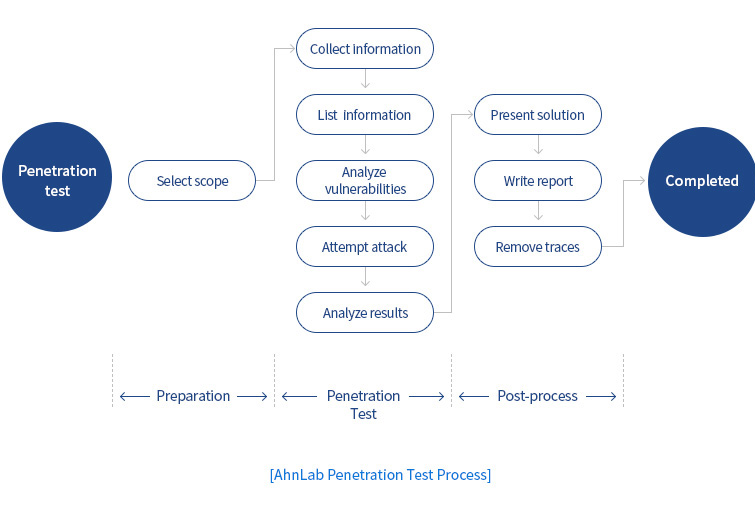 Penetration
test
Select scope
Collect information
List information
Analyze
vulnerabilities
Attempt attack
Analyze results
Present solution
Write report
Remove traces
Completed
Preparation
Penetration
Test
Post-process
[AhnLab Penetration Test Process]